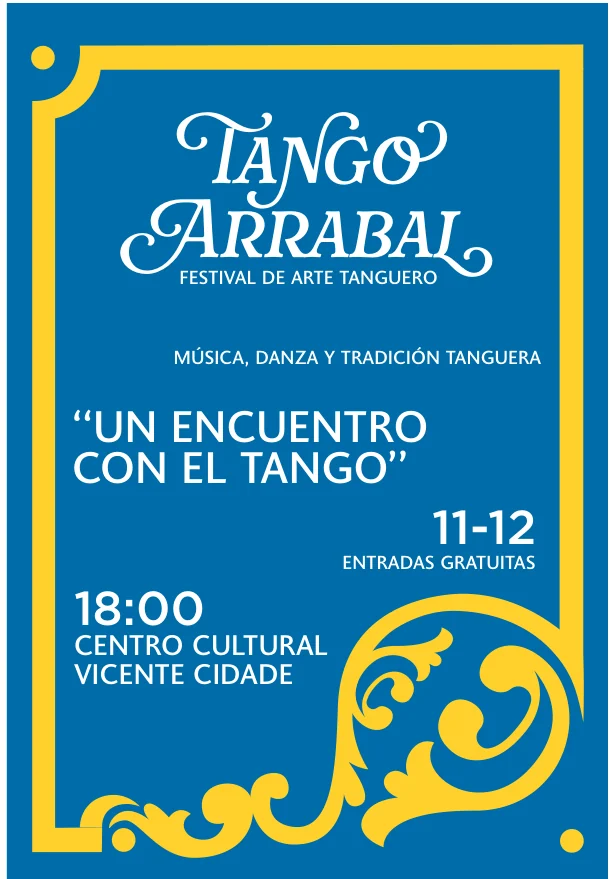 TANGO
ARRABAL
FESTIVAL DE ARTE TANGUERO
MÚSICA, DANZA Y TRADICIÓN TANGUERA
“UN ENCUENTRO
CON EL TANGO”
11-12
ENTRADAS GRATUITAS
18:00
CENTRO CULTURAL
VICENTE CIDADE